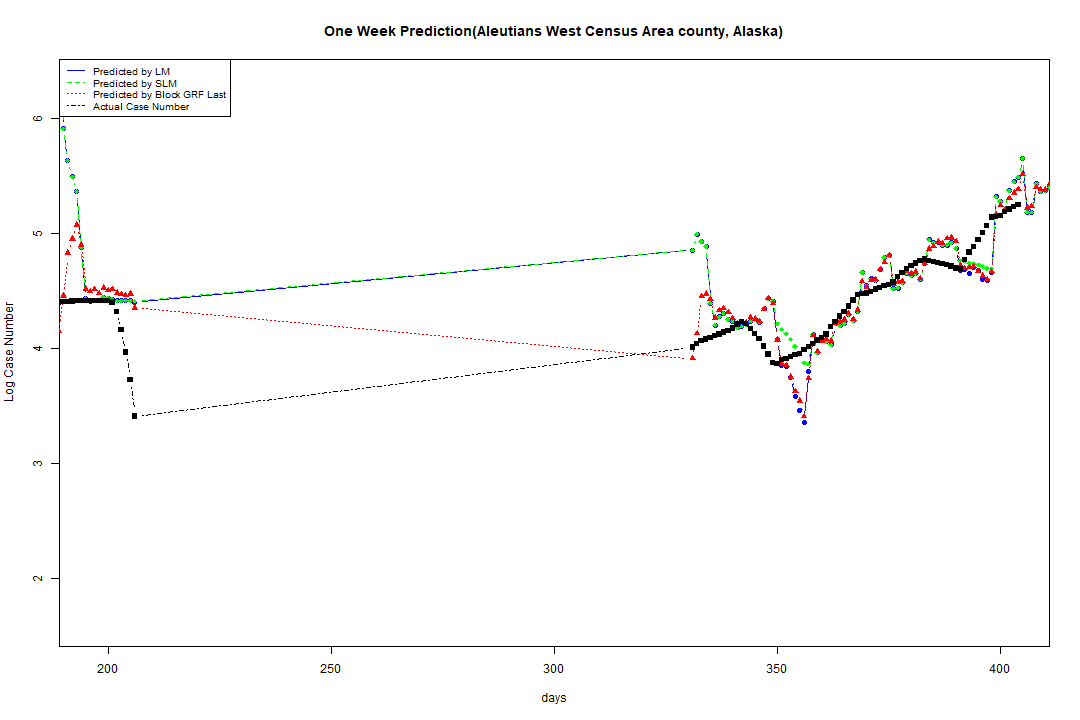 One Week Prediction(Aleutians West Census Area county, Alaska)
Predicted by LM
Predicted by SLM
Predicted by Block GRF Last
Actual Case Number
6
5
4
3
2
Log Case Number
200 250 300 350 400
days